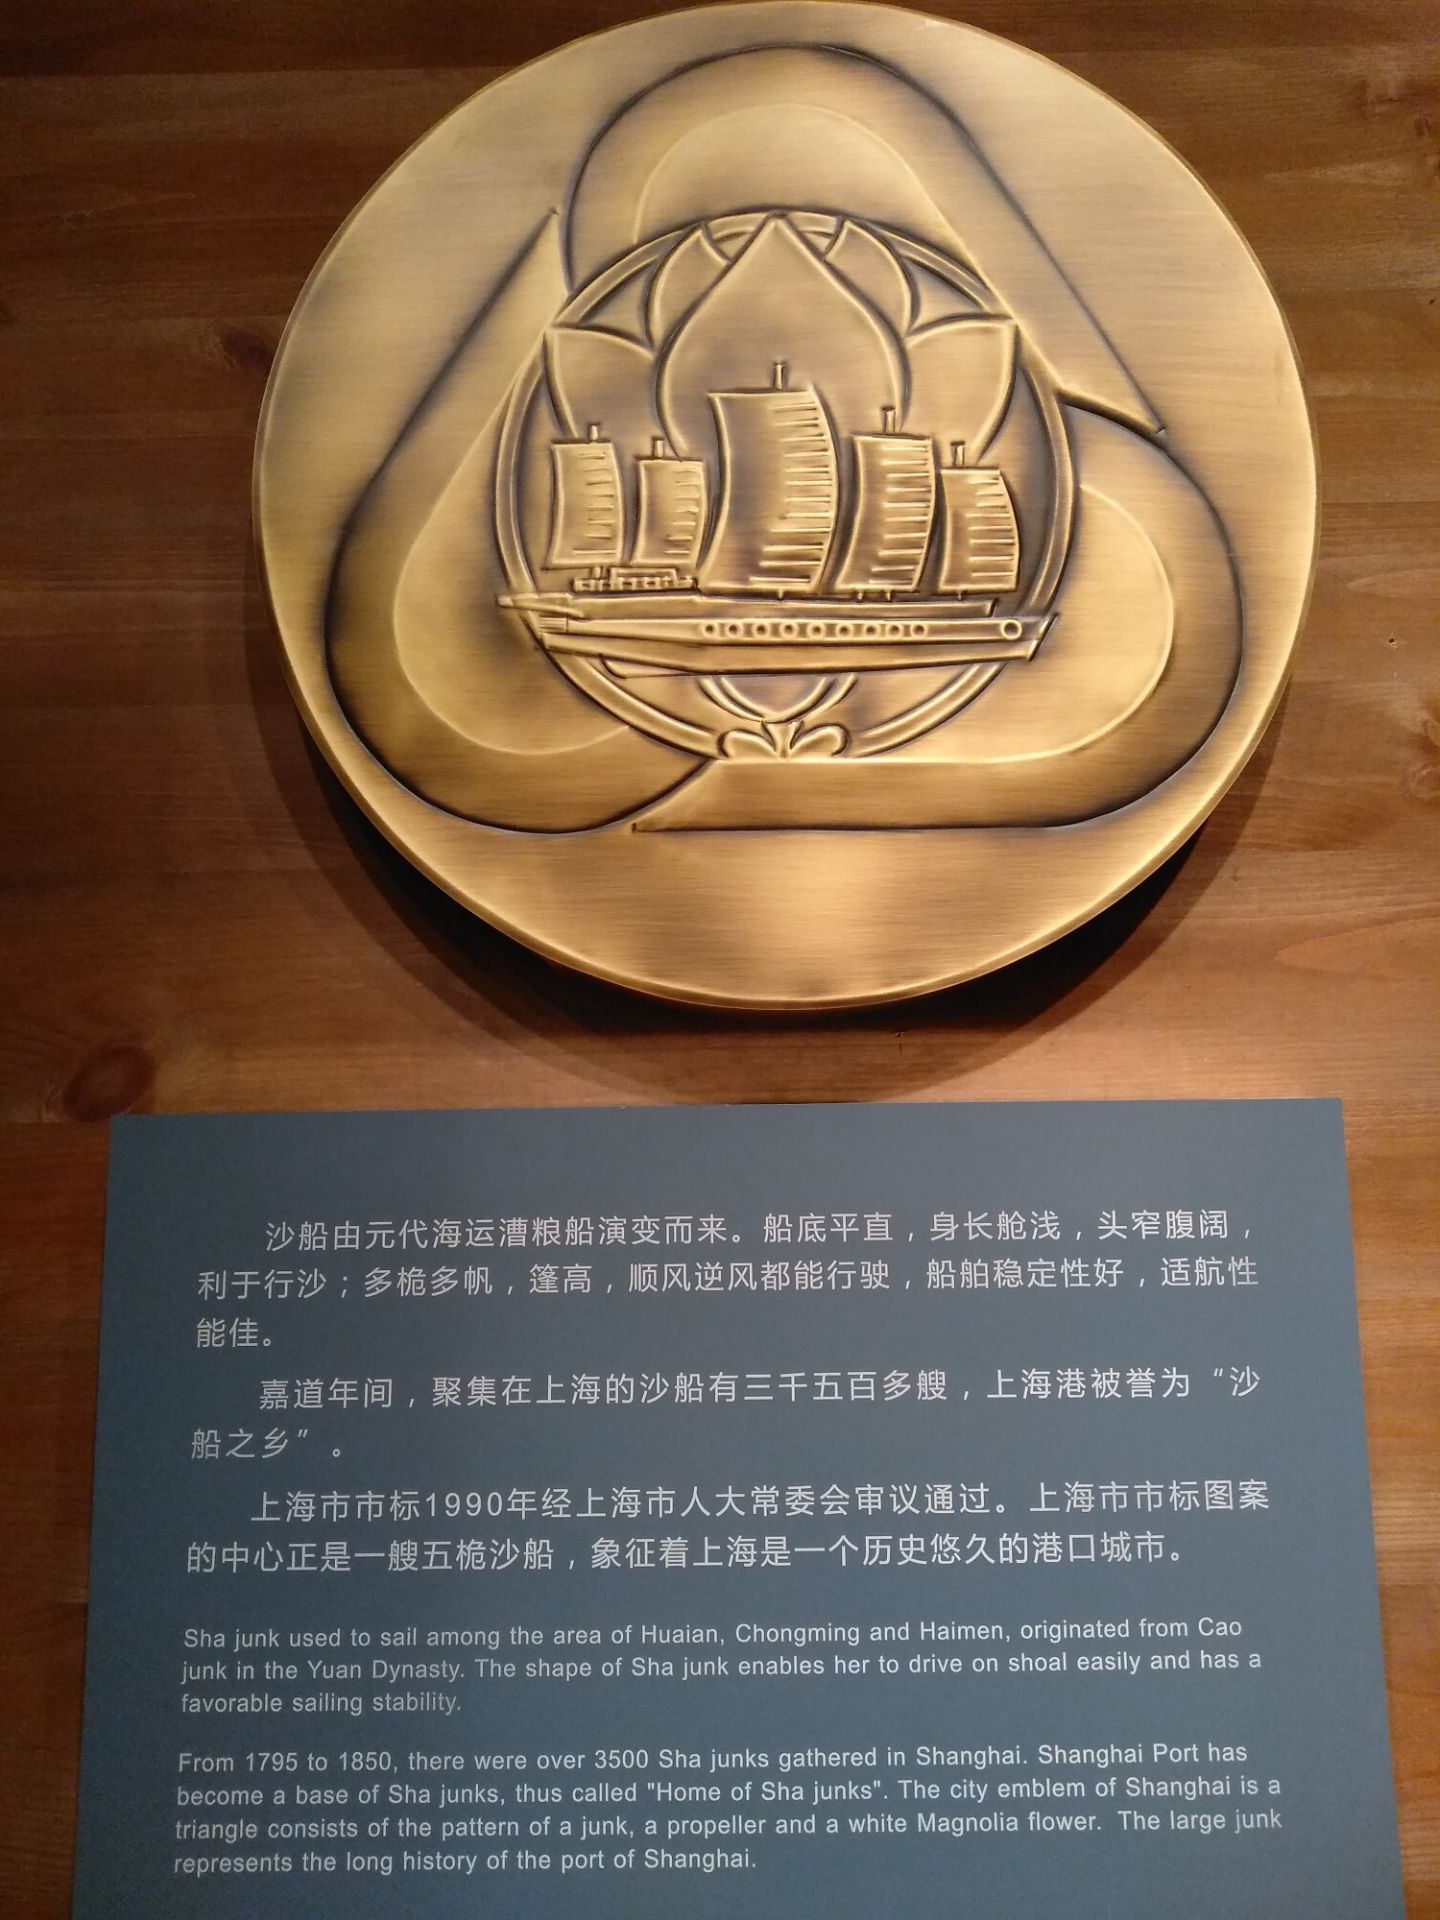 沙船由元代海运漕粮船演变而来。船底平直，身长舱浅，头窄腹阔，
利于行沙；多桅多帆，篷高，顺风逆风都能行驶，船舶稳定性好，适航性
能佳。
嘉道年间，聚集在上海的沙船有三千五百多艘，上海港被誉为“沙
船之乡”。
上海市市标1990年经上海市人大常委会审议通过。上海市市标图案
的中心正是一艘五桅沙船，象征着上海是一个历史悠久的港口城市。
Sha junk used to sail among the area of Huaian, Chongming and Haimen, originated from Cao
junk in the Yuan Dynasty. The shape of Sha junk enables her to drive on shoal easily and has a
favorable sailing stability.
From 1795 to 1850, there were over 3500 Sha junks gathered in Shanghai. Shanghai Port has
become a base of Sha junks, thus called "Home of Sha junks". The city emblem of Shanghai is a
triangle consists of the pattern of a junk, a propeller and a white Magnolia flower. The large junk
represents the long history of the port of Shanghai.